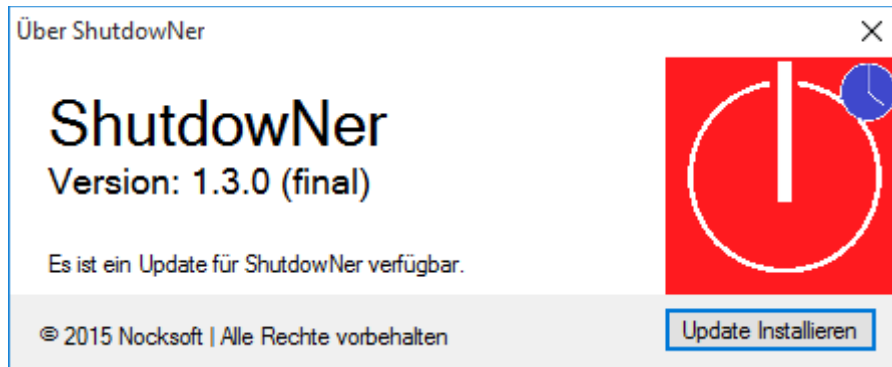 Über ShutdowNer
ShutdowNer
Version: 1.3.0 (final)
Es ist ein Update für ShutdowNer verfügbar.
© 2015 Nocksoft | Alle Rechte vorbehalten
Update Installieren